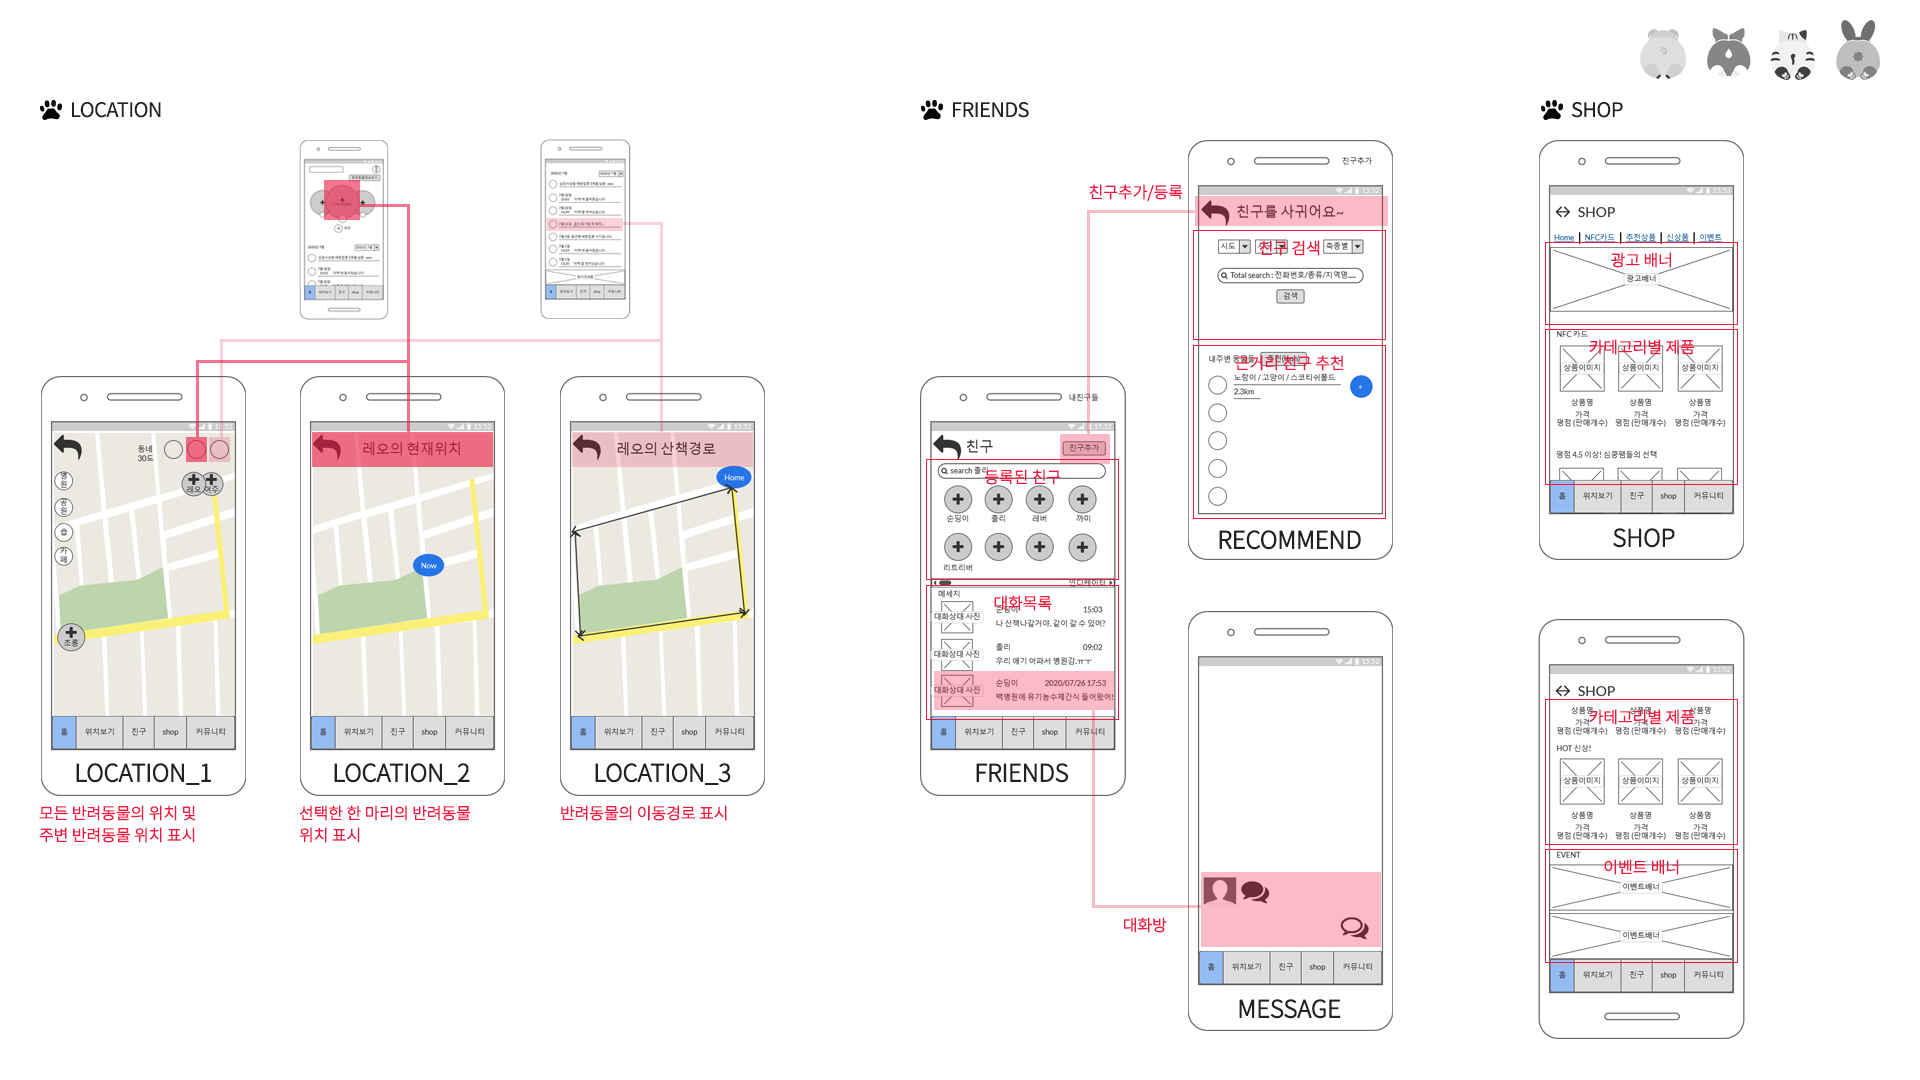 LOCATION
FRIENDS
SHOP
레오의 현재위치
레오의 산책경로
15:52
동네
30도
병원
공원
숍
카페
레오
여주
조롱
Now
Home
홈 위치보기 친구 shop 커뮤니티
홈 위치보기 친구 shop 커뮤니티
홈 위치보기 친구 shop 커뮤니티
LOCATION_1
LOCATION_2
LOCATION_3
모든 반려동물의 위치 및
주변 반려동물 위치 표시
선택한 한 마리의 반려동물
위치 표시
반려동물의 이동경로 표시
내친구들
15:52
친구
친구추가
search 졸리
등록된 친구
순딩이 졸리 레버 까미
리트리버
인디케이터
메세지
대화목록
대화상대 사진
순딩이 15:03
나 산책나갈거야, 같이 갈 수 있어?
대화상대 사진
졸리 09:02
우리 애기 아파서 병원감.ㅠㅜ
대화상대 사진
순딩이 2020/07/26 17:53
백병원에 유기농수제간식 들어왔어!
홈 위치보기 친구 shop 커뮤니티
FRIENDS
친구추가/등록
친구추가
15:52
친구를 사귀어요~
시도
축종별
친구 검색
Total search : 전화번호/종류/지역명....
검색
내주변
근거리 친구 추천
노랑이 / 고양이 / 스코티쉬폴드
2.3km
RECOMMEND
15:52
대화방
홈 위치보기 친구 shop 커뮤니티
MESSAGE
15:52
SHOP
Home NFC카드 추천상품 신상품 이벤트
광고 배너
광고배너
NFC 카드
카테고리별 제품
상품이미지 상품이미지 상품이미지
상품명 상품명 상품명
가격 가격 가격
평점 (판매개수) 평점 (판매개수) 평점 (판매개수)
평점 4.5 이상! 심쿵팸들의 선택
홈 위치보기 친구 shop 커뮤니티
SHOP
15:52
SHOP
상품명 상품명 상품명
카테고리별 제품
가격 가격 가격
평점 (판매개수) 평점 (판매개수) 평점 (판매개수)
HOT 신상!
상품이미지 상품이미지 상품이미지
상품명 상품명 상품명
가격 가격 가격
평점 (판매개수) 평점 (판매개수) 평점 (판매개수)
EVENT
이벤트 배너
이벤트배너
이벤트배너
홈 위치보기 친구 shop 커뮤니티